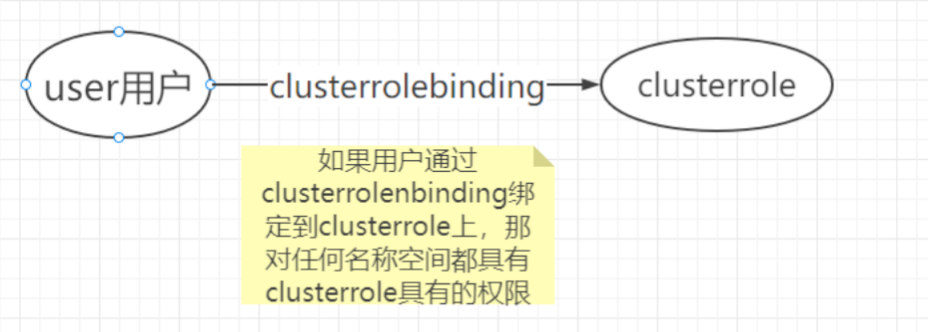 user用户
clusterrolebinding
clusterrole
如果用户通过
clusterrolenbinding绑
定到clusterrole上，那
对任何名称空间都具有
clusterrole具有的权限